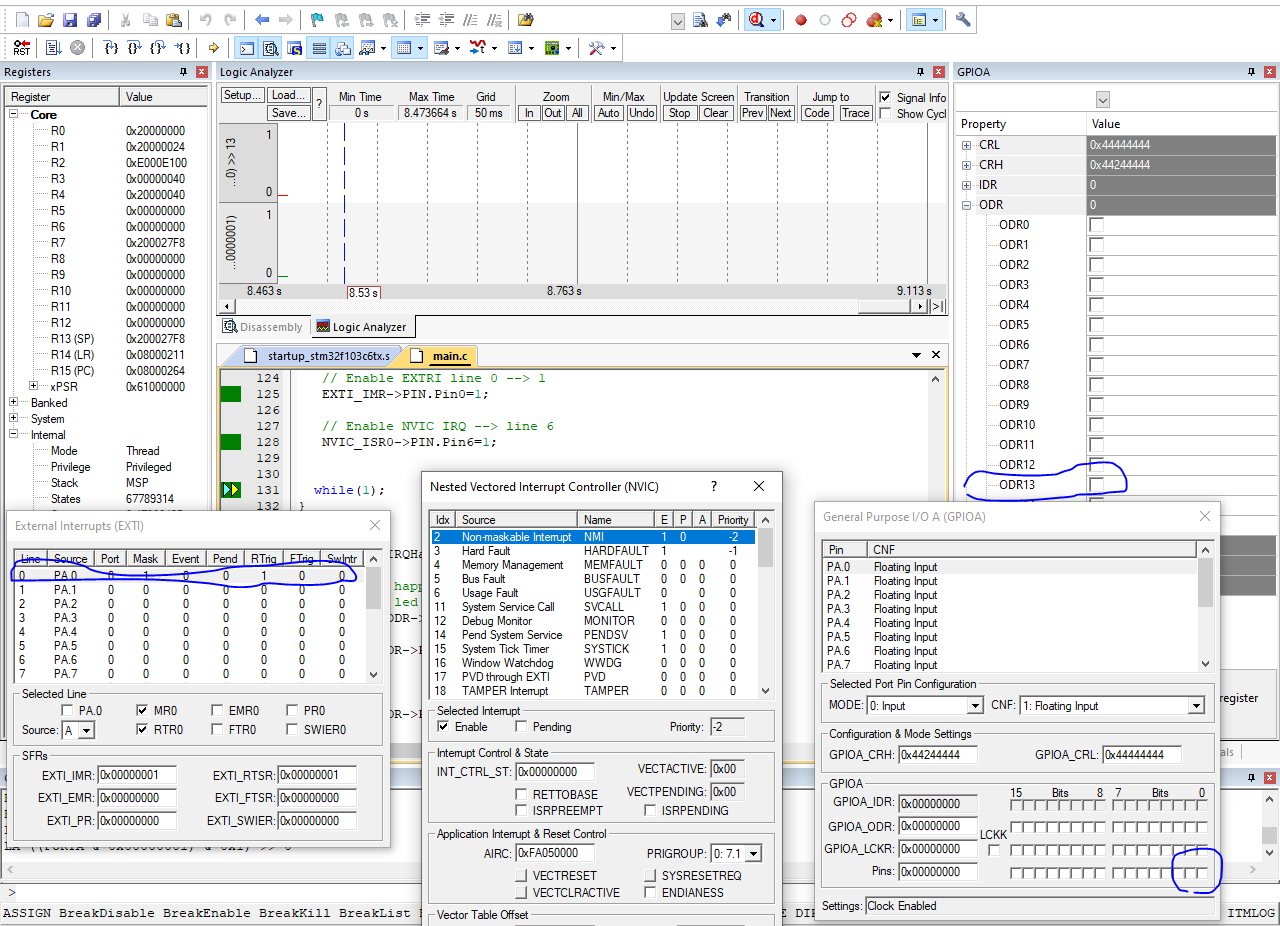 Registers
Register Value
Core
R0 0x20000000
R1 0x20000024
R2 0xE000E100
R3 0x00000040
R4 0x20000040
R5 0x00000000
R6 0x00000000
R7 0x200027F8
R8 0x00000000
R9 0x00000000
R10 0x00000000
R11 0x00000000
R12 0x00000000
R13 (SP) 0x200027F8
R14 (LR) 0x08000211
R15 (PC) 0x08000264
xPSR 0x61000000
Banked
System
Internal
Mode Thread
Privilege Privileged
Stack MSP
States 67789314
Logic Analyzer
Setup... Load... Save... ?
Min Time Max Time Grid
0 s 8.473664 s 50 ms
Zoom
In Out All
Min/Max
Auto Undo
Update Screen
Stop Clear
Transition
Prev Next
Jump to
Code Trace
Signal Info
Show Cycl
...0) >> 13
1
0
...0000001)
1
0
8.463 s 8.53 s 8.763 s 9.113 s
Disassembly Logic Analyzer
startup_stm32f103c6tx.s main.c
124 // Enable EXTRI line 0 --> 1
125 EXTI_IMR->PIN.Pin0=1;
126
127 // Enable NVIC IRQ --> line 6
128 NVIC_ISR0->PIN.Pin6=1;
129
130
131 while(1);
132 }
GPIOA
Property Value
CRL 0x44444444
CRH 0x44244444
IDR 0
ODR 0
ODR0
ODR1
ODR2
ODR3
ODR4
ODR5
ODR6
ODR7
ODR8
ODR9
ODR10
ODR11
ODR12
ODR13
External Interrupts (EXTI)
Line Source Port Mask Event Pend RTrig FTrig SwIntr
0 PA.0 0 1 0 0 1 0 0
1 PA.1 0 0 0 0 0 0 0
2 PA.2 0 0 0 0 0 0 0
3 PA.3 0 0 0 0 0 0 0
4 PA.4 0 0 0 0 0 0 0
5 PA.5 0 0 0 0 0 0 0
6 PA.6 0 0 0 0 0 0 0
7 PA.7 0 0 0 0 0 0 0
Selected Line
PA.0 MR0 EMR0 PR0
Source: A RTR0 FTR0 SWIER0
SFRs
EXTI_IMR: 0x00000001 EXTI_RTSR: 0x00000001
EXTI_EMR: 0x00000000 EXTI_FTSR: 0x00000000
EXTI_PR: 0x00000000 EXTI_SWIER: 0x00000000
Nested Vectored Interrupt Controller (NVIC) ?
Idx Source Name E P A Priority
2 Non-maskable Interrupt NMI 1 0 -2
3 Hard Fault HARDFAULT 1 -1
4 Memory Management MEMFAULT 0 0 0 0
5 Bus Fault BUSFAULT 0 0 0 0
6 Usage Fault USGFAULT 0 0 0 0
11 System Service Call SVCALL 1 0 0 0
12 Debug Monitor MONITOR 0 0 0 0
14 Pend System Service PENDSV 1 0 0 0
15 System Tick Timer SYSTICK 1 0 0 0
16 Window Watchdog WWDG 0 0 0 0
17 PVD through EXTI PVD 0 0 0 0
18 TAMPER Interrupt TAMPER 0 0 0 0
Selected Interrupt
Enable Pending Priority: -2
Interrupt Control & State
INT_CTRL_ST: 0x00000000 VECTACTIVE: 0x00
RETTOBASE VECTPENDING: 0x00
ISRPREEMPT ISRPENDING
Application Interrupt & Reset Control
AIRC: 0xFA050000 PRIGROUP: 0: 7.1
VECTRESET SYSRESETREQ
VECTCLRACTIVE ENDIANESS
Vector Table Offset
General Purpose I/O A (GPIOA)
Pin CNF
PA.0 Floating Input
PA.1 Floating Input
PA.2 Floating Input
PA.3 Floating Input
PA.4 Floating Input
PA.5 Floating Input
PA.6 Floating Input
PA.7 Floating Input
Selected Port Pin Configuration
MODE: 0: Input CNF: 1: Floating Input
Configuration & Mode Settings
GPIOA_CRH: 0x44244444 GPIOA_CRL: 0x44444444
GPIOA
15 Bits 8 7 Bits 0
GPIOA_IDR: 0x00000000
GPIOA_ODR: 0x00000000
LCKK
GPIOA_LCKR: 0x00000000
Pins: 0x00000000
Settings: Clock Enabled
>
ASSIGN BreakDisable BreakEnable BreakKill BreakList
ITMLOG